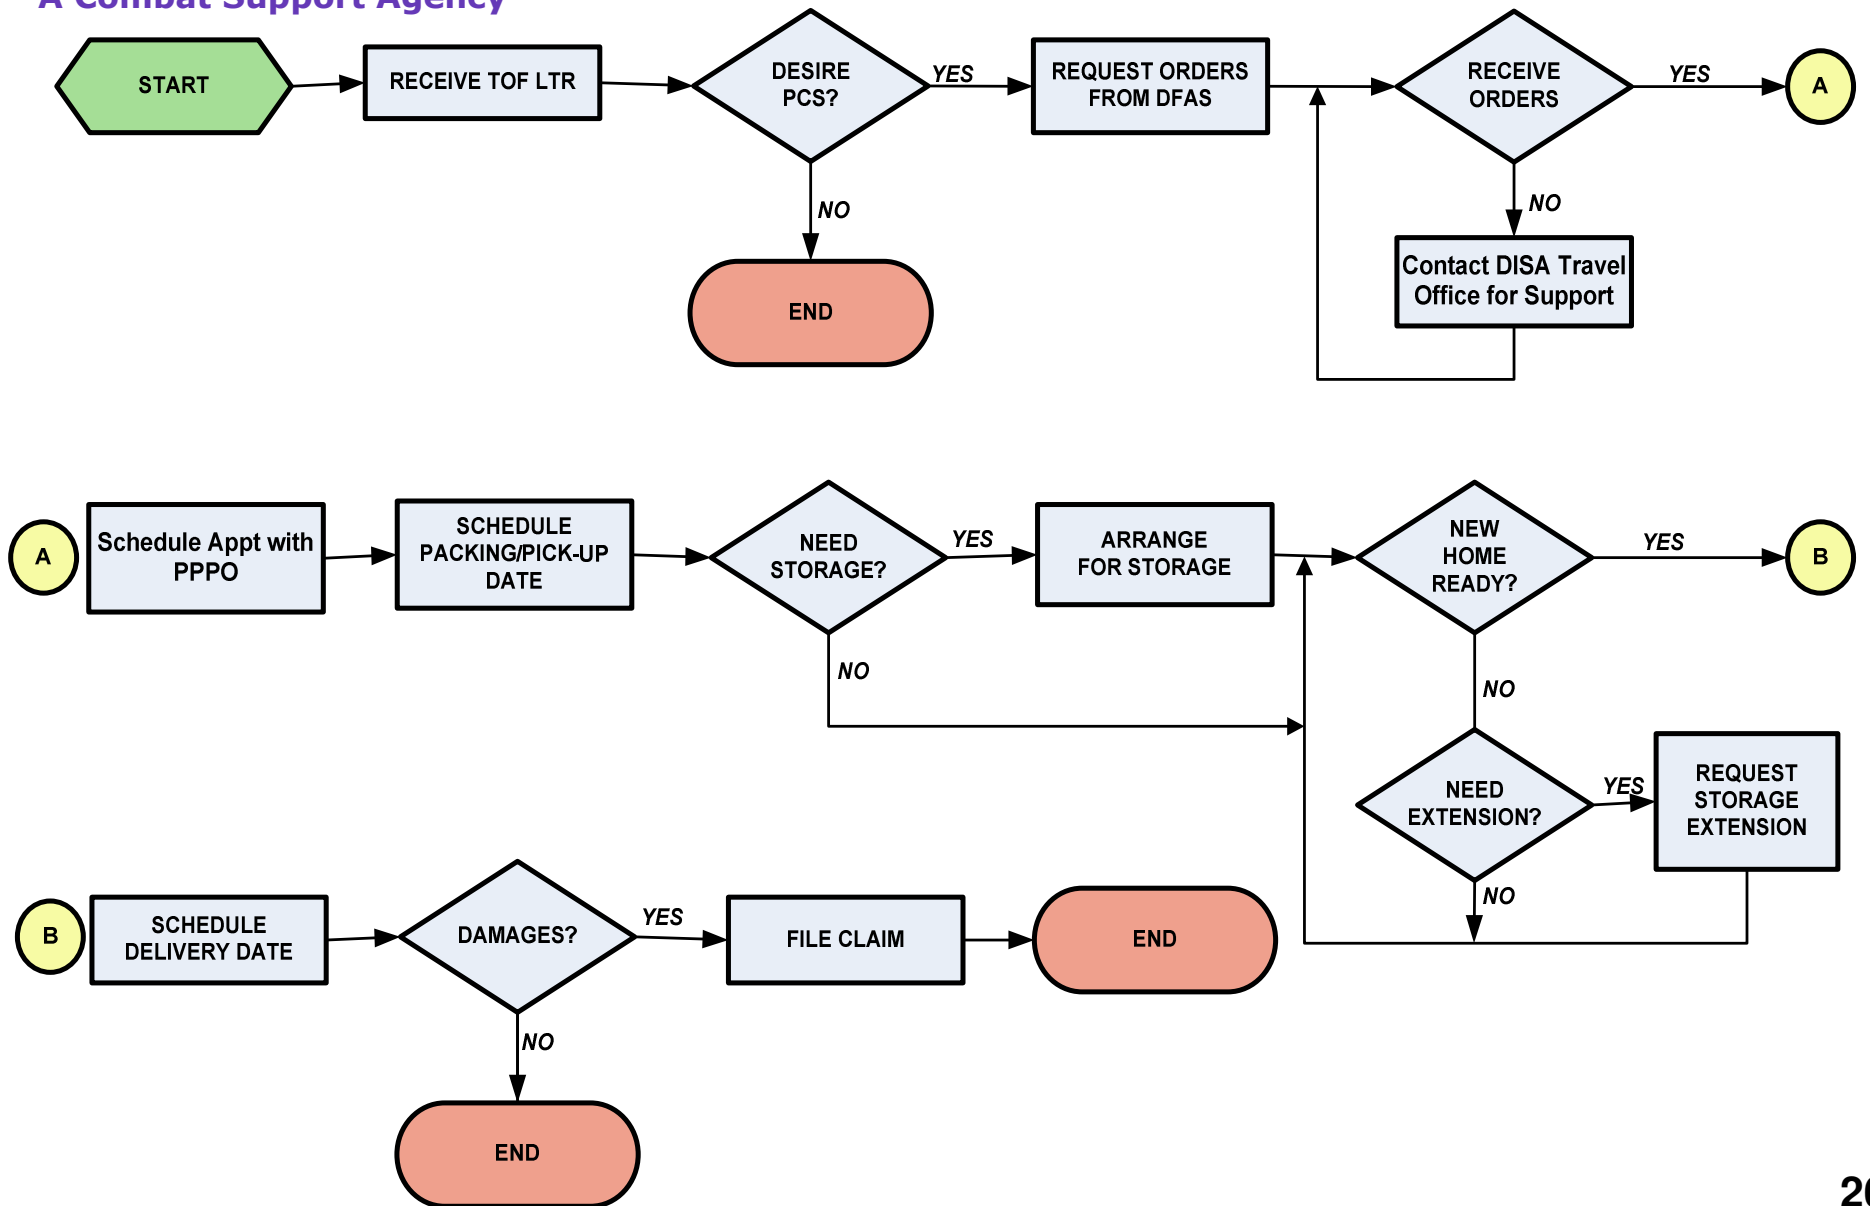 A Combat Support Agency
START
RECEIVE TOF LTR
DESIRE
PCS?
YES
REQUEST ORDERS
FROM DFAS
RECEIVE
ORDERS
YES
A
NO
NO
Contact DISA Travel
Office for Support
END
A
Schedule Appt with
PPPO
SCHEDULE
PACKING/PICK-UP
DATE
NEED
STORAGE?
YES
ARRANGE
FOR STORAGE
NEW
HOME
READY?
YES
B
NO
NO
NEED
EXTENSION?
YES
REQUEST
STORAGE
EXTENSION
NO
B
SCHEDULE
DELIVERY DATE
DAMAGES?
YES
FILE CLAIM
END
NO
END